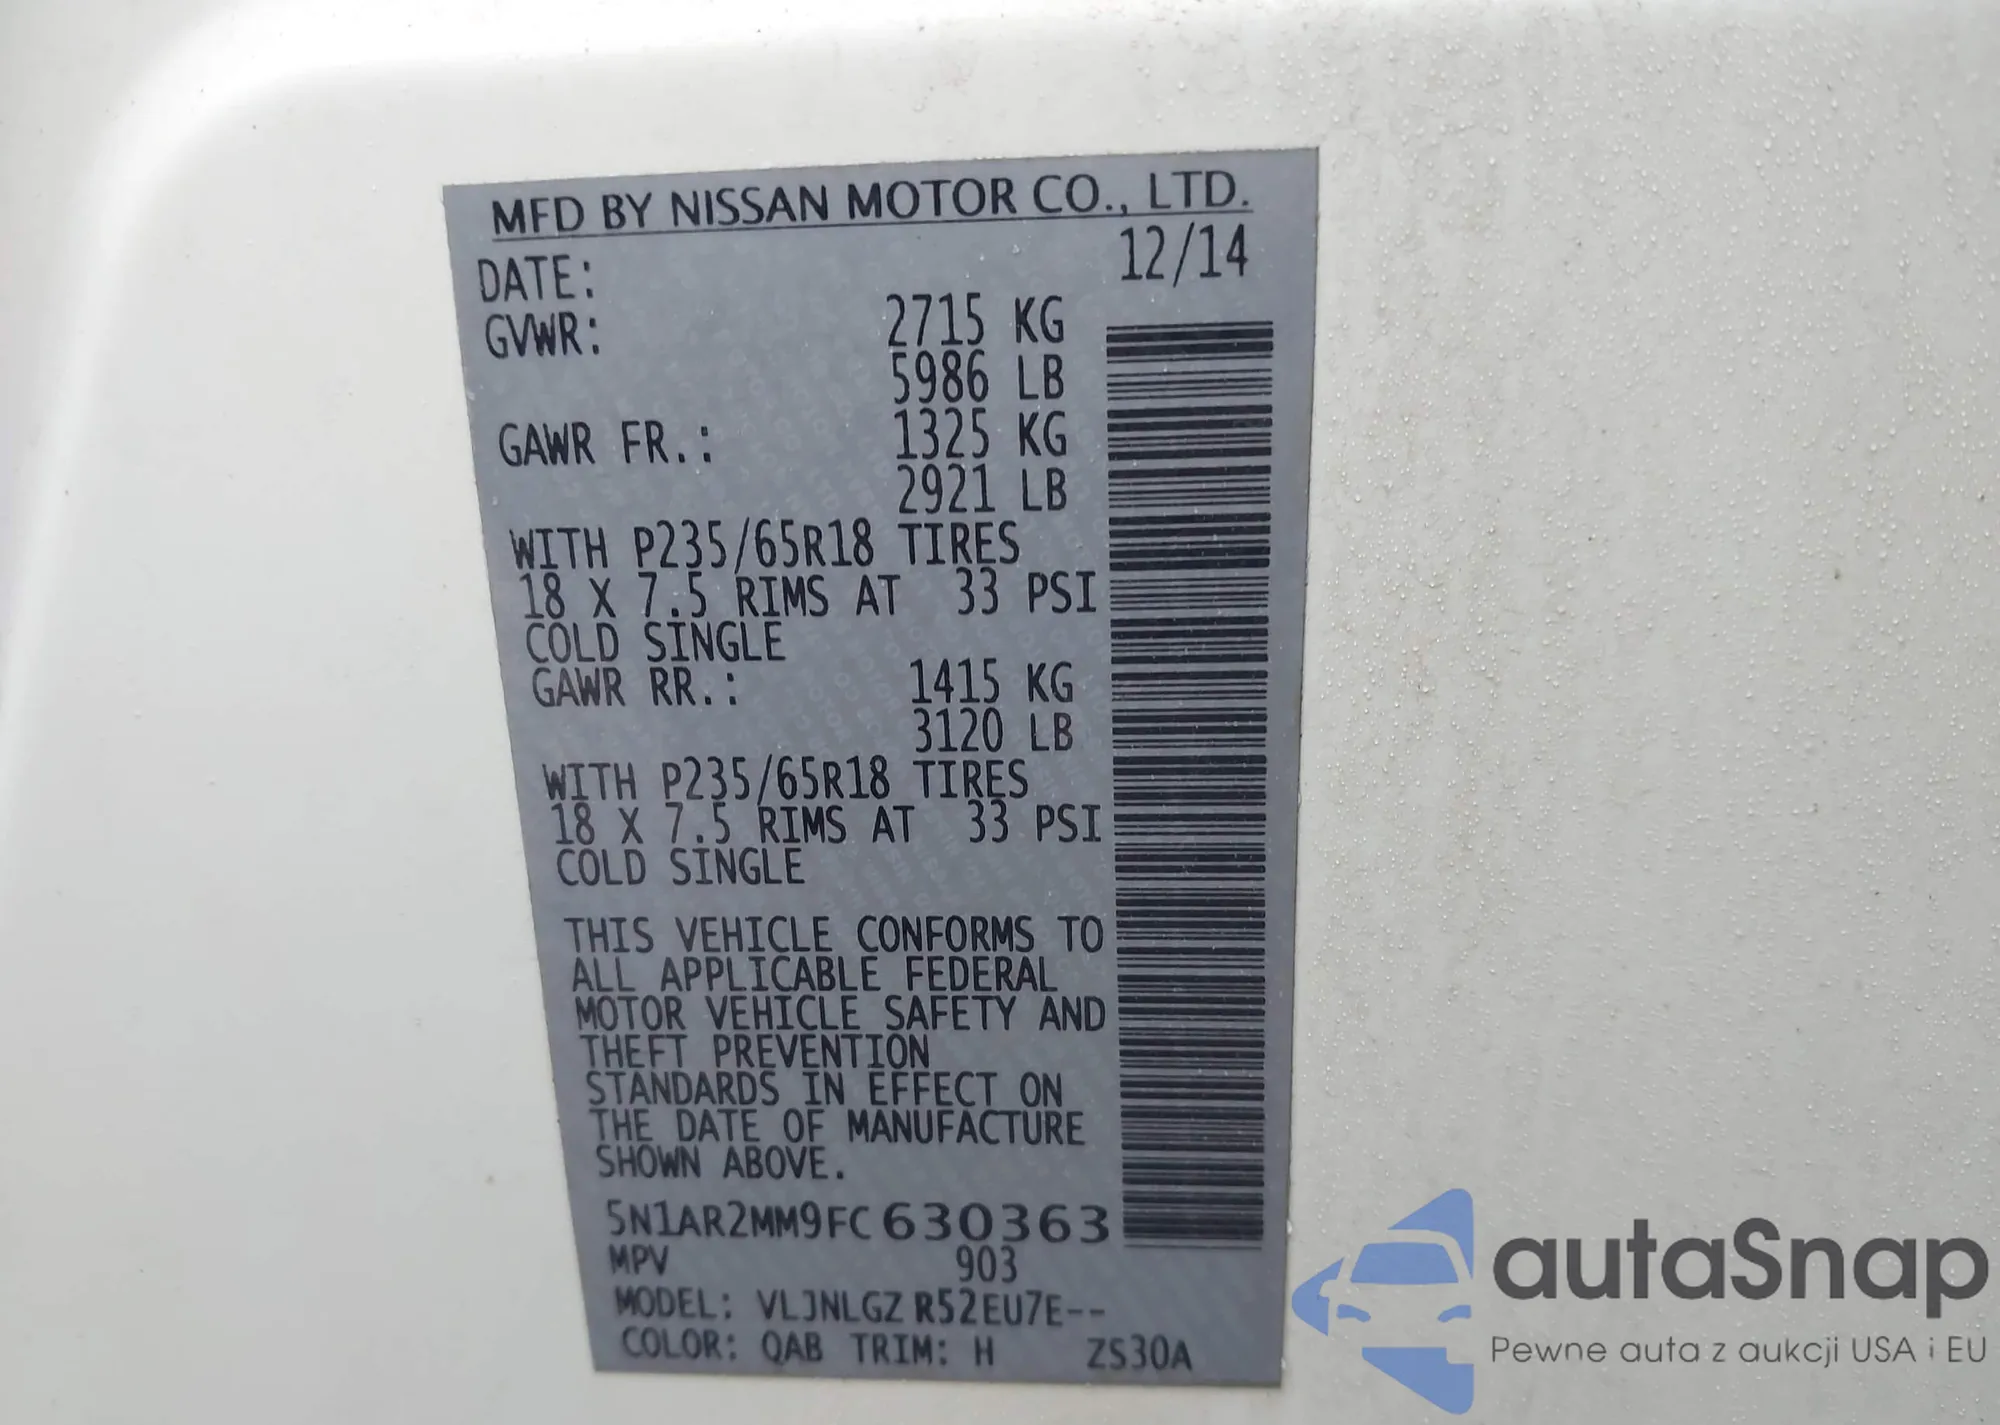 MFD BY NISSAN MOTOR CO., LTD.
DATE: 12/14
GVWR: 2715 KG
5986 LB
GAWR FR.: 1325 KG
2921 LB
WITH P235/65R18 TIRES
18 X 7.5 RIMS AT 33 PSI
COLD SINGLE
GAWR RR.: 1415 KG
3120 LB
WITH P235/65R18 TIRES
18 X 7.5 RIMS AT 33 PSI
COLD SINGLE
THIS VEHICLE CONFORMS TO
ALL APPLICABLE FEDERAL
MOTOR VEHICLE SAFETY AND
THEFT PREVENTION
STANDARDS IN EFFECT ON
THE DATE OF MANUFACTURE
SHOWN ABOVE.
5N1AR2MM9FC630363
MPV 903
MODEL: VLJNLGZ R52EU7E--
COLOR: QAB TRIM: H ZS30A
autaSnap
Pewne auta z aukcji USA i EU